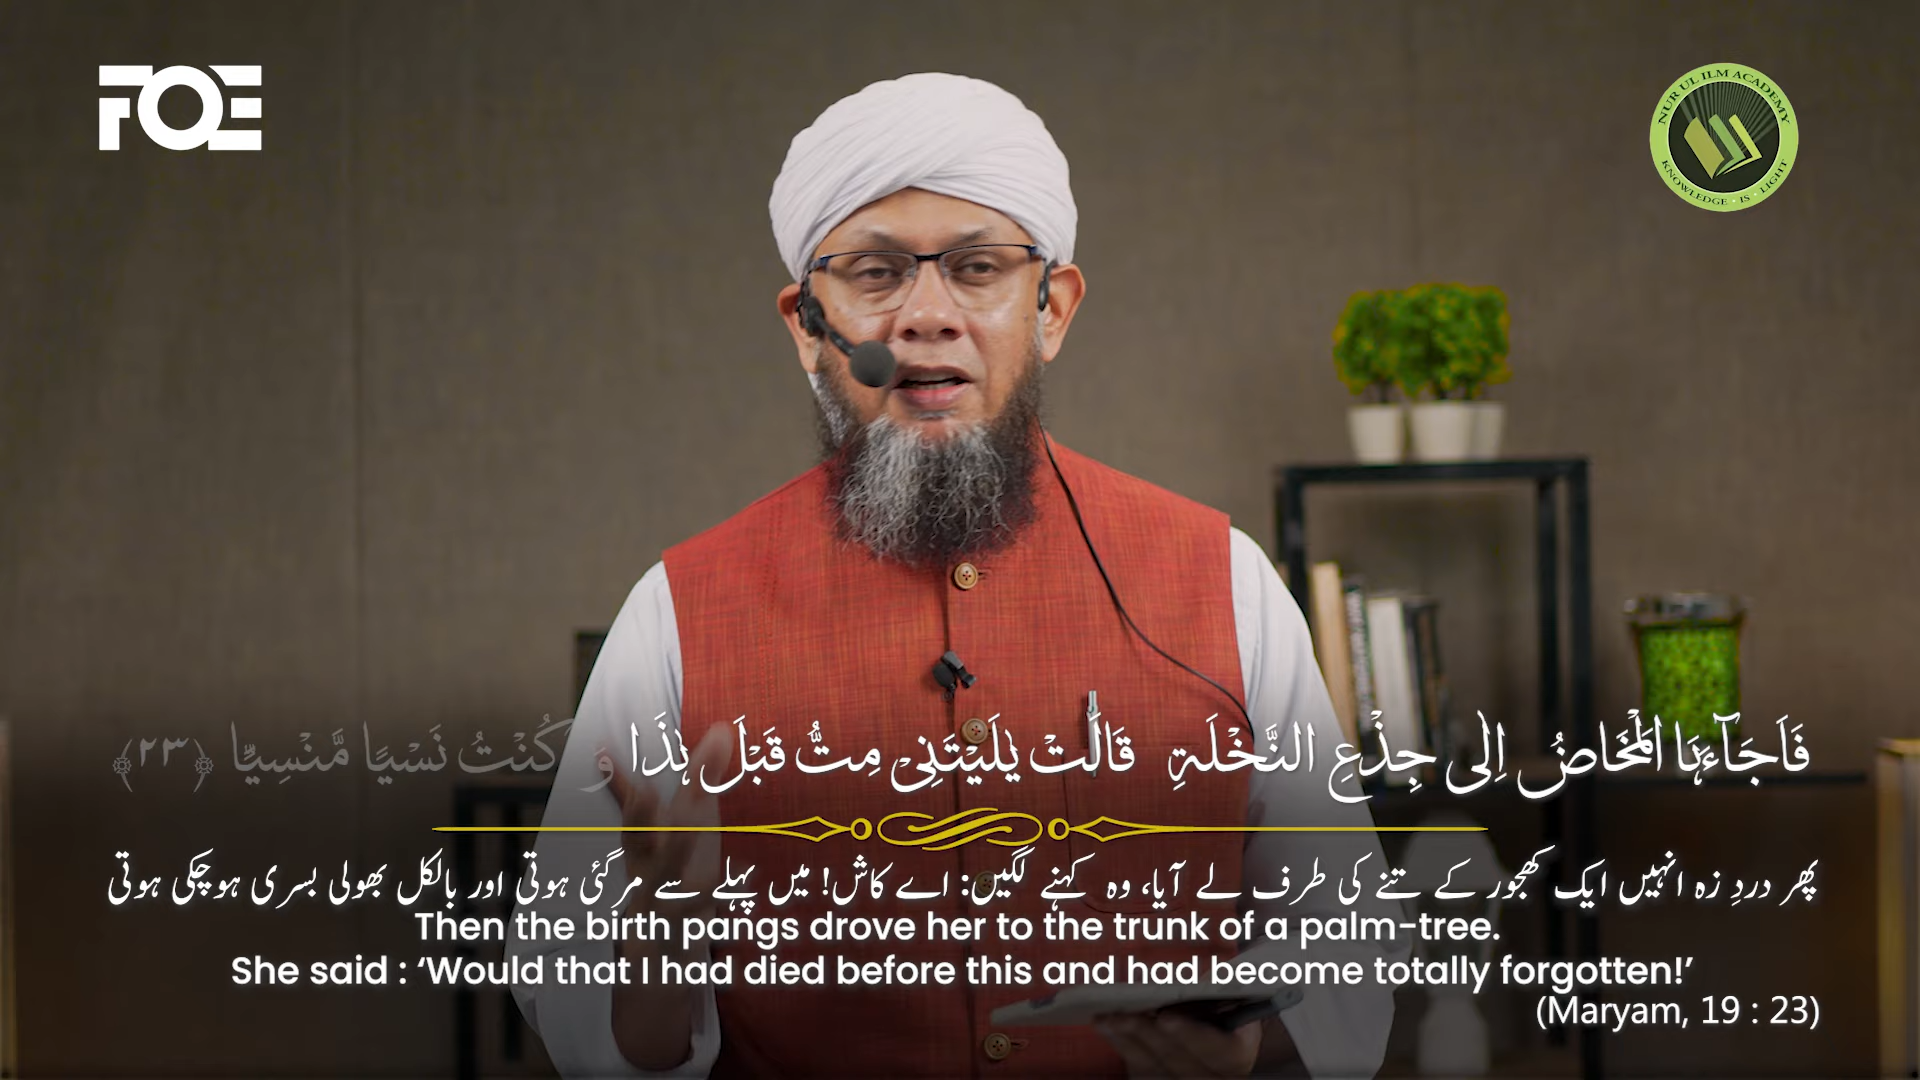 FOE
NUR UL ILM ACADEMY
KNOWLEDGE · IS · LIGHT
فَاَجَآءَهَا الْمَخَاضُ اِلٰى جِذْعِ النَّخْلَةِ قَالَتْ يٰلَيْتَنِىْ مِتُّ قَبْلَ هٰذَا وَكُنْتُ نَسْيًا مَّنْسِيًّا ﴿٢٣﴾
پھر دردِ زہ انہیں ایک کھجور کے تنے کی طرف لے آیا، وہ کہنے لگیں: اے کاش! میں پہلے سے مرگئی ہوتی اور بالکل بھولی بسری ہوچکی ہوتی
Then the birth pangs drove her to the trunk of a palm-tree.
She said : ‘Would that I had died before this and had become totally forgotten!’
(Maryam, 19 : 23)